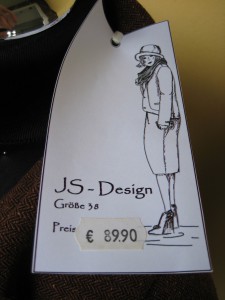 JS - Design
Größe 38
Preis € 89.90